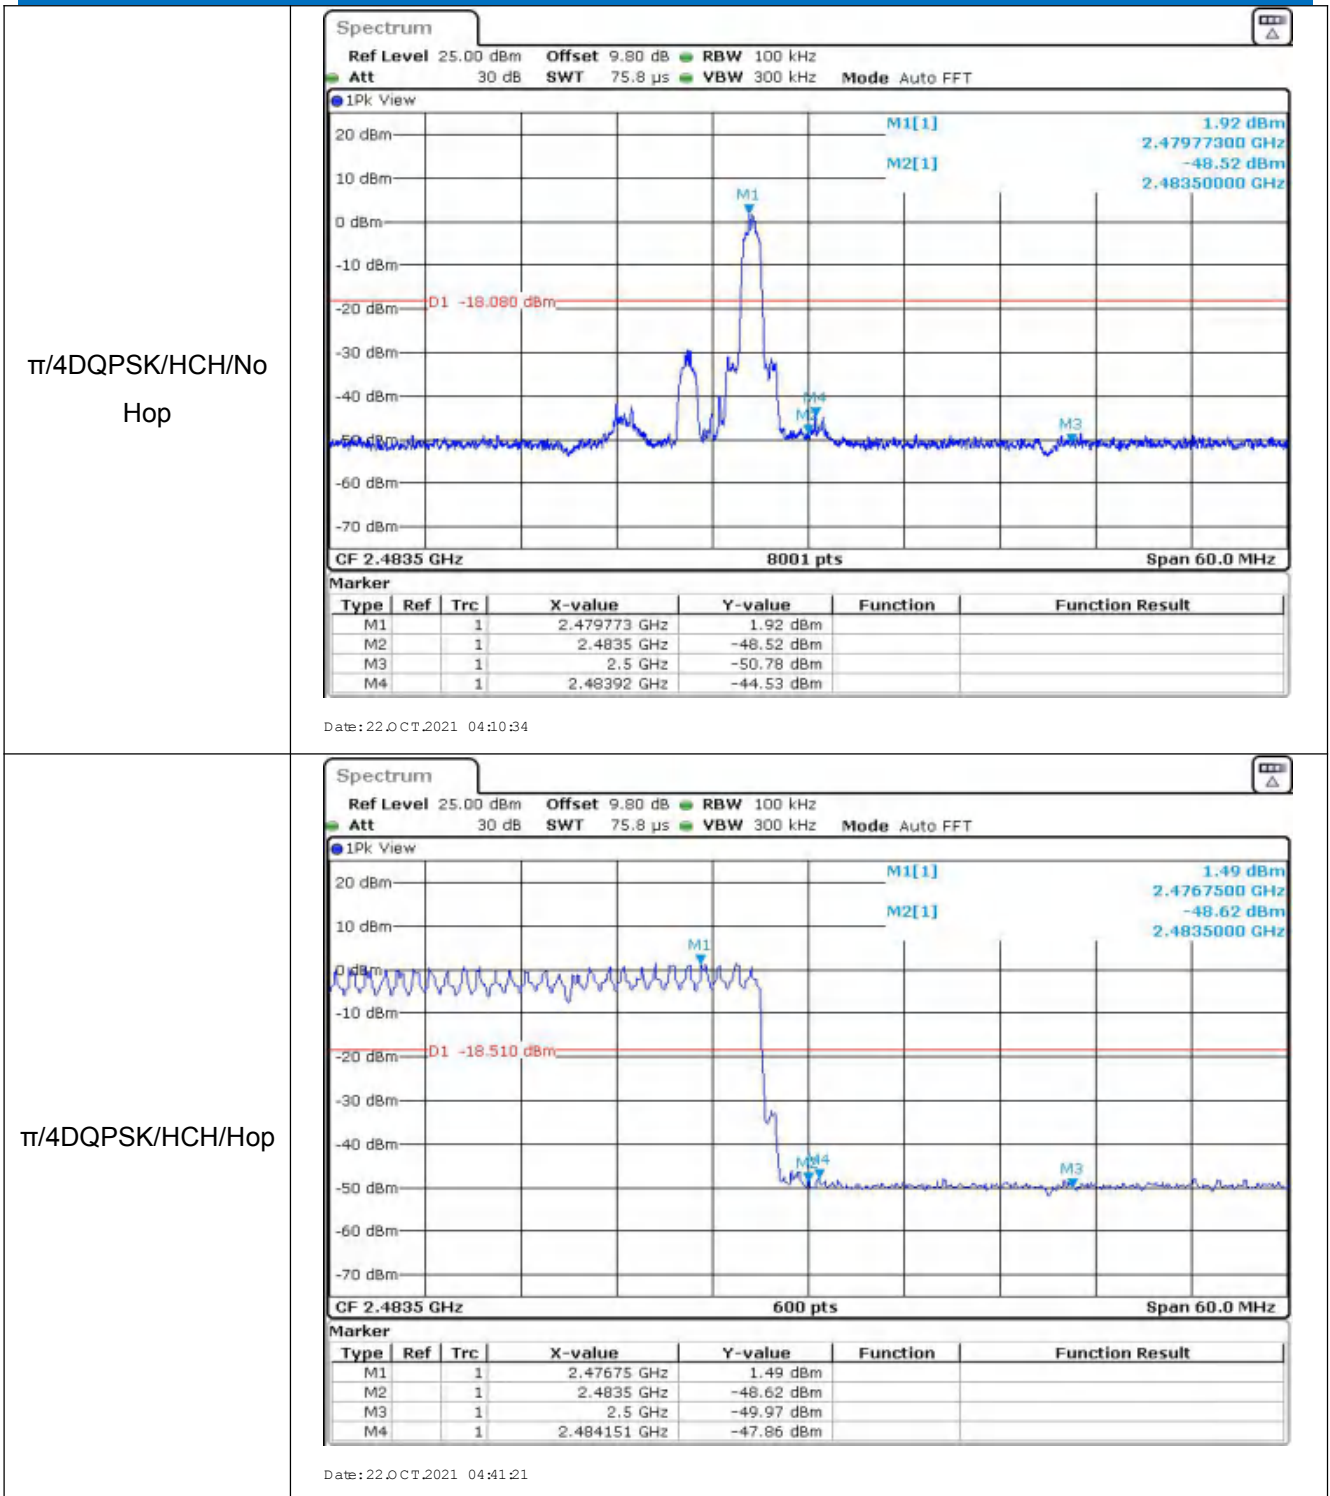 π/4DQPSK/HCH/No
Hop
Spectrum
Ref Level 25.00 dBm Offset 9.80 dB RBW 100 kHz
Att 30 dB SWT 75.8 µs VBW 300 kHz Mode Auto FFT
1Pk View
M1[1] 1.92 dBm
2.47977300 GHz
M2[1] -48.52 dBm
2.48350000 GHz
20 dBm
10 dBm
M1
0 dBm
-10 dBm
D1 -18.080 dBm
-20 dBm
-30 dBm
-40 dBm
M4
M3
-50 dBm
-60 dBm
-70 dBm
CF 2.4835 GHz 8001 pts Span 60.0 MHz
Marker
Type Ref Trc X-value Y-value Function Function Result
M1 1 2.479773 GHz 1.92 dBm
M2 1 2.4835 GHz -48.52 dBm
M3 1 2.5 GHz -50.78 dBm
M4 1 2.48392 GHz -44.53 dBm
Date: 22.OCT.2021 04:10:34
π/4DQPSK/HCH/Hop
Spectrum
Ref Level 25.00 dBm Offset 9.80 dB RBW 100 kHz
Att 30 dB SWT 75.8 µs VBW 300 kHz Mode Auto FFT
1Pk View
M1[1] 1.49 dBm
2.4767500 GHz
M2[1] -48.62 dBm
2.4835000 GHz
20 dBm
10 dBm
M1
0 dBm
-10 dBm
D1 -18.510 dBm
-20 dBm
-30 dBm
-40 dBm
M2 M4
M3
-50 dBm
-60 dBm
-70 dBm
CF 2.4835 GHz 600 pts Span 60.0 MHz
Marker
Type Ref Trc X-value Y-value Function Function Result
M1 1 2.47675 GHz 1.49 dBm
M2 1 2.4835 GHz -48.62 dBm
M3 1 2.5 GHz -49.97 dBm
M4 1 2.484151 GHz -47.86 dBm
Date: 22.OCT.2021 04:41:21